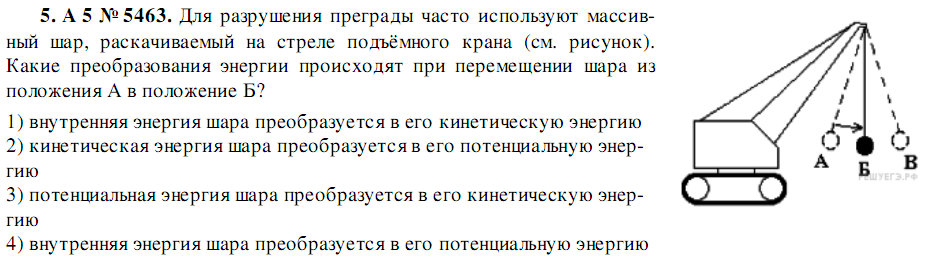 5. А 5 № 5463. Для разрушения преграды часто используют массив-
ный шар, раскачиваемый на стреле подъёмного крана (см. рисунок).
Какие преобразования энергии происходят при перемещении шара из
положения А в положение Б?
1) внутренняя энергия шара преобразуется в его кинетическую энергию
2) кинетическая энергия шара преобразуется в его потенциальную энер-
гию
3) потенциальная энергия шара преобразуется в его кинетическую энер-
гию
4) внутренняя энергия шара преобразуется в его потенциальную энергию
А Б В
РЕШУЕГЭ.РФ